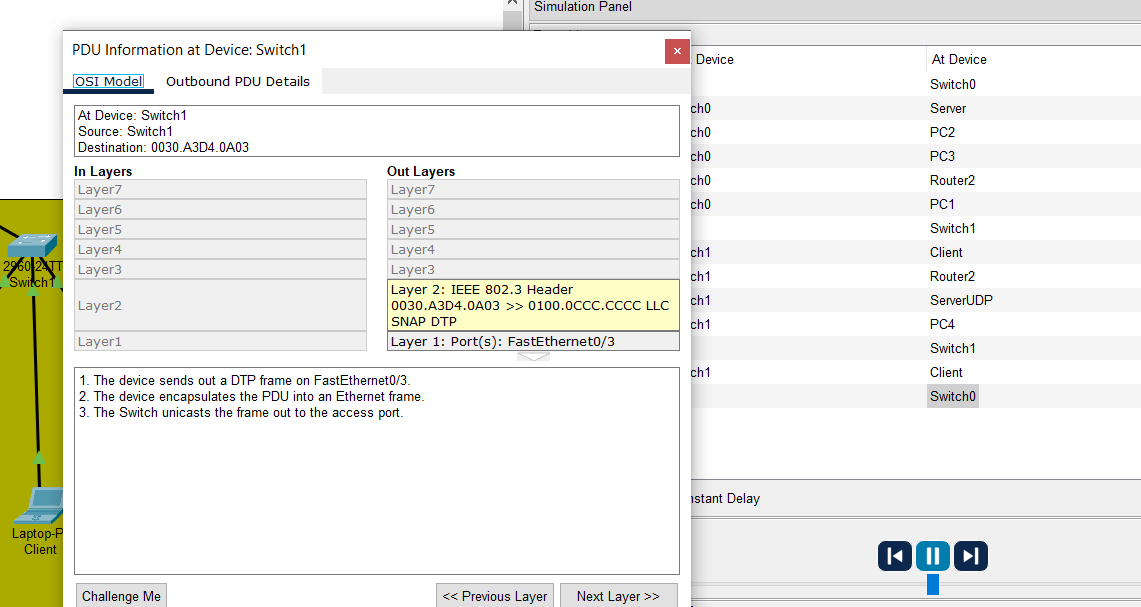 Simulation Panel
PDU Information at Device: Switch1
OSI Model
Outbound PDU Details
At Device: Switch1
Source: Switch1
Destination: 0030.A3D4.0A03
In Layers
Out Layers
Layer7
Layer7
Layer6
Layer6
Layer5
Layer5
Layer4
Layer4
Layer3
Layer3
Layer2
Layer 2: IEEE 802.3 Header
0030.A3D4.0A03 >> 0100.0CCC.CCCC LLC
SNAP DTP
Layer1
Layer 1: Port(s): FastEthernet0/3
1. The device sends out a DTP frame on FastEthernet0/3.
2. The device encapsulates the PDU into an Ethernet frame.
3. The Switch unicasts the frame out to the access port.
Challenge Me
<< Previous Layer
Next Layer >>
Device
At Device
Switch0
ch0
Server
ch0
PC2
ch0
PC3
ch0
Router2
ch0
PC1
Switch1
ch1
Client
ch1
Router2
ch1
ServerUDP
ch1
PC4
Switch1
ch1
Client
Switch0
nstant Delay
2960-24TT
Switch1
Laptop-P
Client